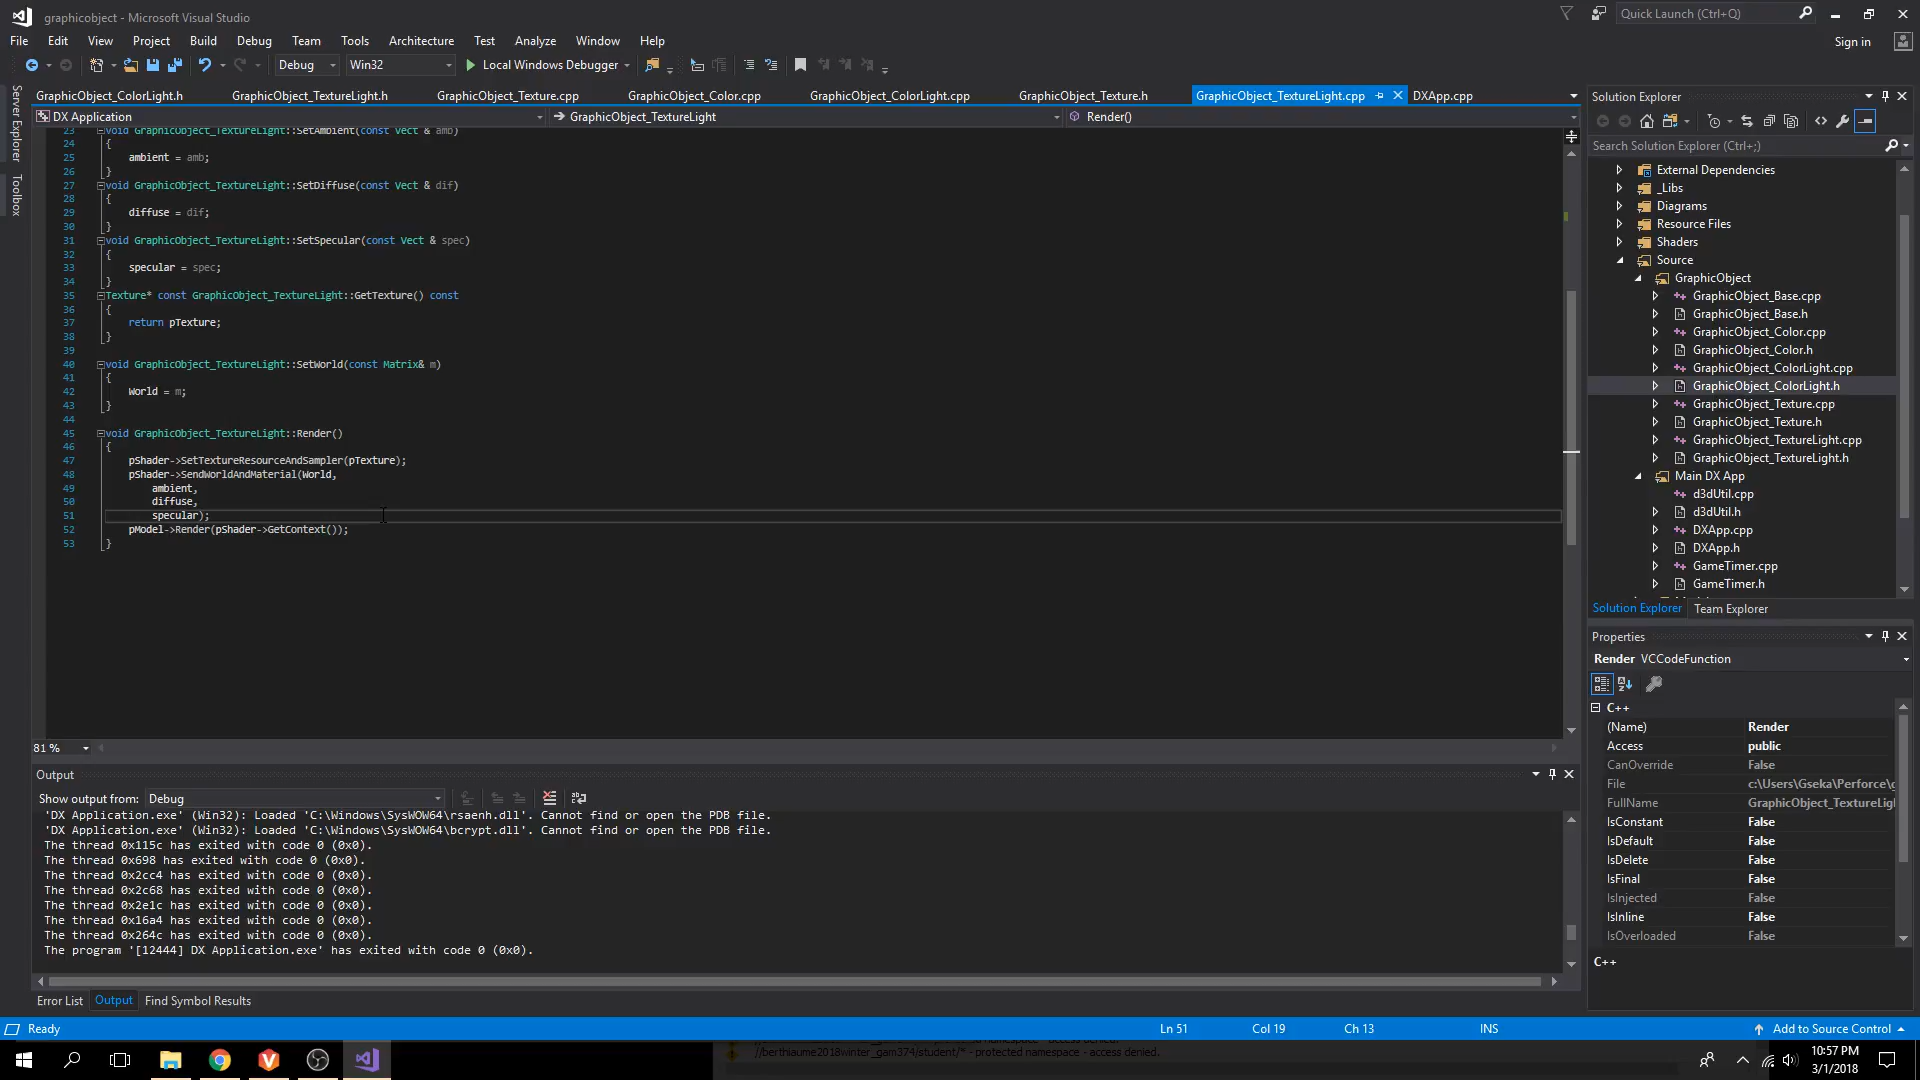 graphicobject - Microsoft Visual Studio
Quick Launch (Ctrl+Q)
File Edit View Project Build Debug Team Tools Architecture Test Analyze Window Help
Sign in
Debug Win32 Local Windows Debugger
Server Explorer
Toolbox
GraphicObject_ColorLight.h GraphicObject_TextureLight.h GraphicObject_Texture.cpp GraphicObject_Color.cpp GraphicObject_ColorLight.cpp GraphicObject_Texture.h GraphicObject_TextureLight.cpp DXApp.cpp
DX Application GraphicObject_TextureLight Render()
23 void GraphicObject_TextureLight::SetAmbient(const Vect & amb)
24 {
25 ambient = amb;
26 }
27 void GraphicObject_TextureLight::SetDiffuse(const Vect & dif)
28 {
29 diffuse = dif;
30 }
31 void GraphicObject_TextureLight::SetSpecular(const Vect & spec)
32 {
33 specular = spec;
34 }
35 Texture* const GraphicObject_TextureLight::GetTexture() const
36 {
37 return pTexture;
38 }
39
40 void GraphicObject_TextureLight::SetWorld(const Matrix& m)
41 {
42 World = m;
43 }
44
45 void GraphicObject_TextureLight::Render()
46 {
47 pShader->SetTextureResourceAndSampler(pTexture);
48 pShader->SendWorldAndMaterial(World,
49 ambient,
50 diffuse,
51 specular);
52 pModel->Render(pShader->GetContext());
53 }
81 %
Output
Show output from: Debug
'DX Application.exe' (Win32): Loaded 'C:\Windows\SysWOW64\rsaenh.dll'. Cannot find or open the PDB file.
'DX Application.exe' (Win32): Loaded 'C:\Windows\SysWOW64\bcrypt.dll'. Cannot find or open the PDB file.
The thread 0x115c has exited with code 0 (0x0).
The thread 0x698 has exited with code 0 (0x0).
The thread 0x2cc4 has exited with code 0 (0x0).
The thread 0x2c68 has exited with code 0 (0x0).
The thread 0x2e1c has exited with code 0 (0x0).
The thread 0x16a4 has exited with code 0 (0x0).
The thread 0x264c has exited with code 0 (0x0).
The program '[12444] DX Application.exe' has exited with code 0 (0x0).
Error List Output Find Symbol Results
Solution Explorer
Search Solution Explorer (Ctrl+;)
External Dependencies
_Libs
Diagrams
Resource Files
Shaders
Source
GraphicObject
GraphicObject_Base.cpp
GraphicObject_Base.h
GraphicObject_Color.cpp
GraphicObject_Color.h
GraphicObject_ColorLight.cpp
GraphicObject_ColorLight.h
GraphicObject_Texture.cpp
GraphicObject_Texture.h
GraphicObject_TextureLight.cpp
GraphicObject_TextureLight.h
Main DX App
d3dUtil.cpp
d3dUtil.h
DXApp.cpp
DXApp.h
GameTimer.cpp
GameTimer.h
Solution Explorer Team Explorer
Properties
Render VCCodeFunction
C++
(Name) Render
Access public
CanOverride False
File c:\Users\Gseka\Perforce\g
FullName GraphicObject_TextureLig
IsConstant False
IsDefault False
IsDelete False
IsFinal False
IsInjected False
IsInline False
IsOverloaded False
C++
Ready Ln 51 Col 19 Ch 13 INS Add to Source Control
//berthiaume2018winter_gam374/student/* - protected namespace - access denied.
10:57 PM
3/1/2018